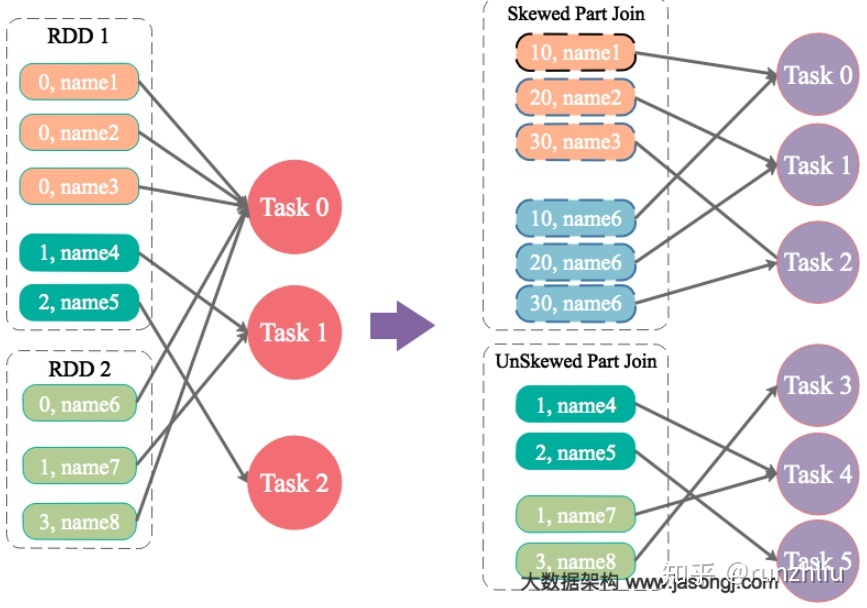 RDD 1
0, name1
0, name2
0, name3
1, name4
2, name5
RDD 2
0, name6
1, name7
3, name8
Task 0
Task 1
Task 2
Skewed Part Join
10, name1
20, name2
30, name3
10, name6
20, name6
30, name6
Task 0
Task 1
Task 2
UnSkewed Part Join
1, name4
2, name5
1, name7
3, name8
Task 3
Task 4
Task 5
知乎 @runzhliu
大数据架构 www.jasongj.com